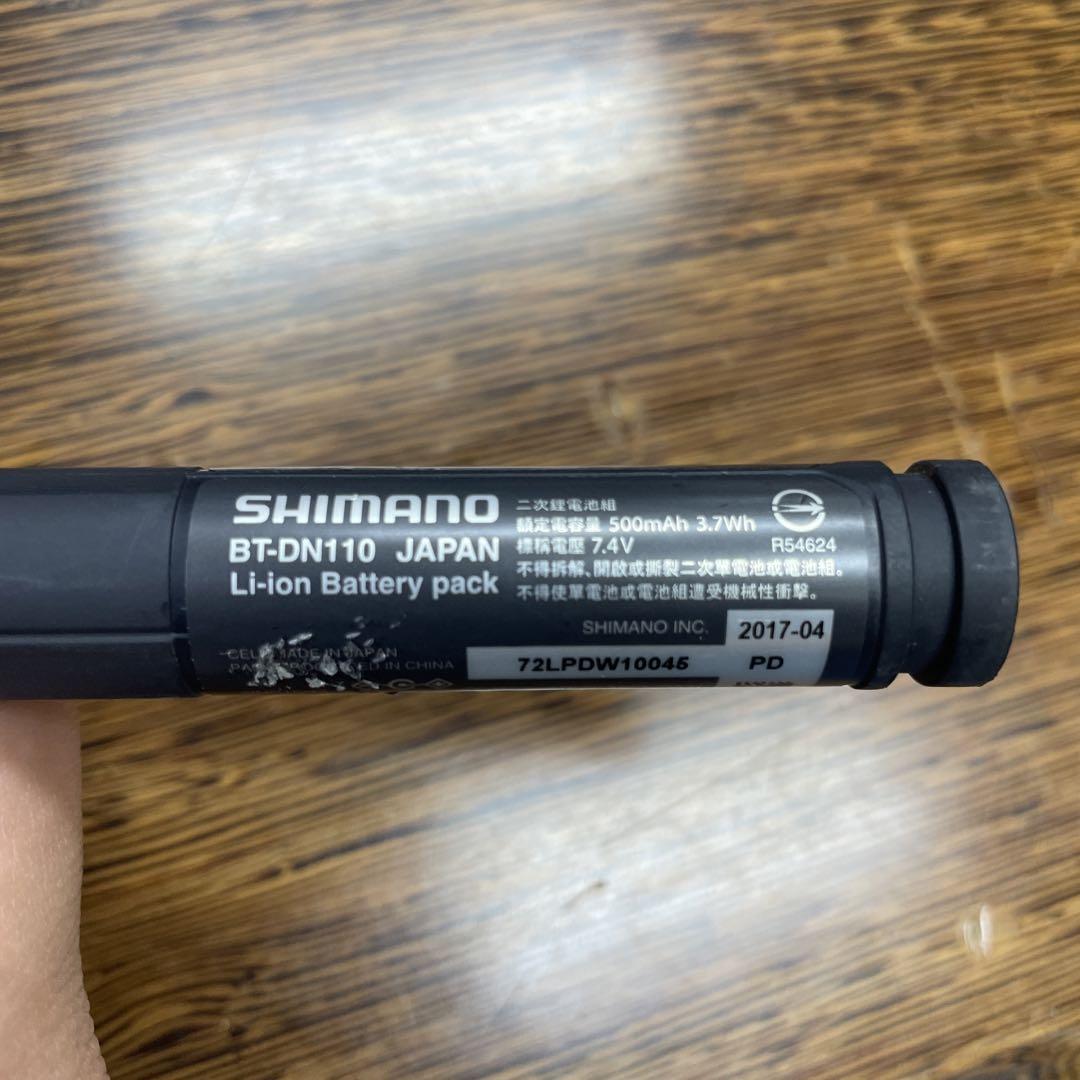 SHIMANO
BT-DN110 JAPAN
Li-ion Battery pack
二次鋰電池組
額定電容量 500mAh 3.7Wh
標稱電壓 7.4V
R54624
不得拆解、開啟或撕裂二次單電池或電池組。
不得使單電池或電池組遭受機械性衝擊。
SHIMANO INC.
2017-04
CELL MADE IN JAPAN
IN CHINA
72LPDW10045
PD